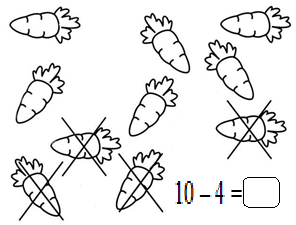 10 – 4 =